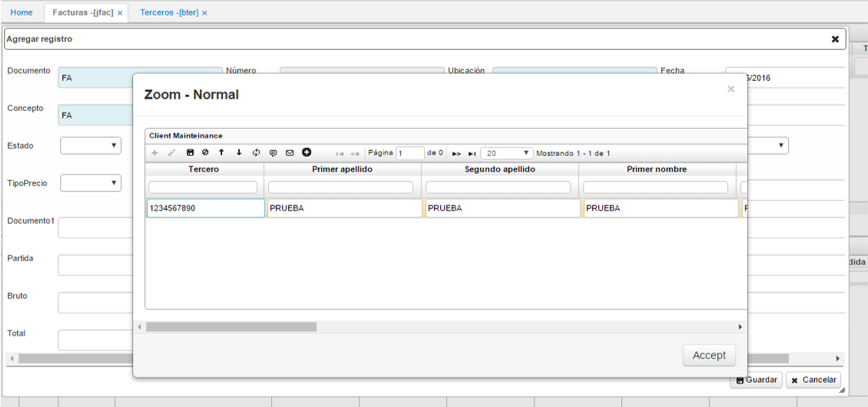 Home Facturas -[jfac] × Terceros -[bter] ×
Agregar registro
Documento FA Número Ubicación Fecha 5/2016
Zoom - Normal
Concepto FA
Client Mainteinance
Estado
Página 1 de 0 20 Mostrando 1 - 1 de 1
Tercero Primer apellido Segundo apellido Primer nombre
TipoPrecio
1234567890 PRUEBA PRUEBA PRUEBA
Documento1
Partida
dida
Bruto
Total
Accept
Guardar Cancelar